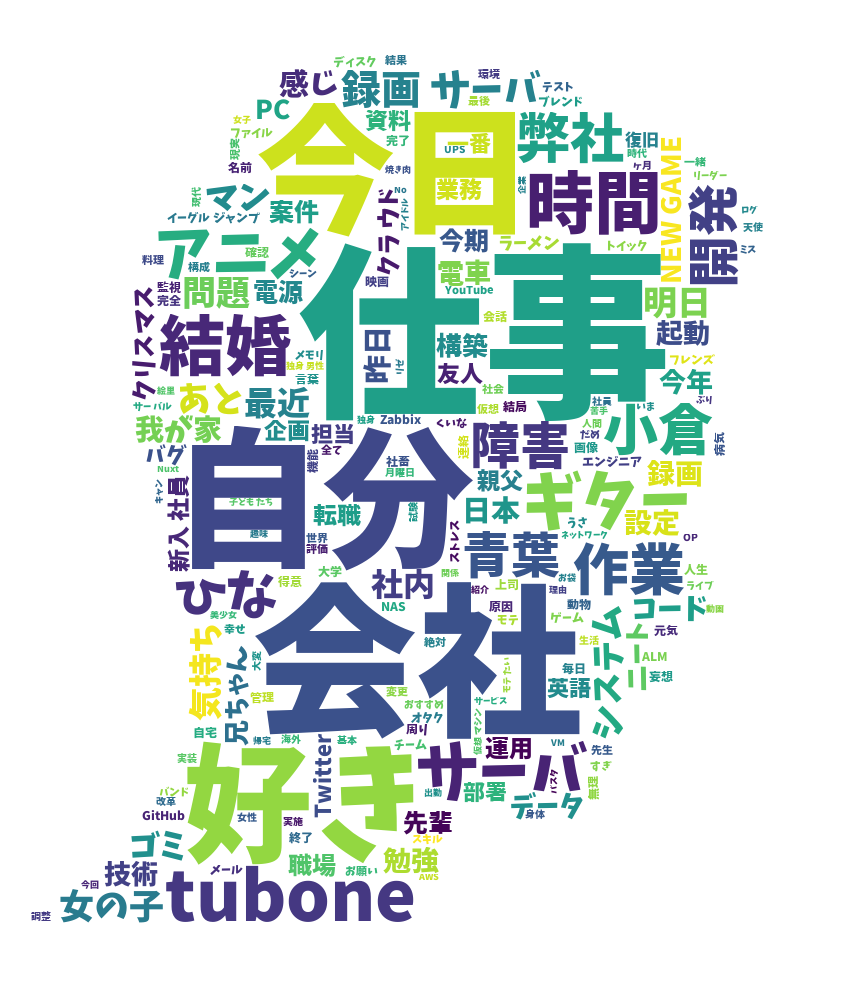 ディスク
結果
感じ
録画
サーバ
環境
テスト
PC
資料
最後
ブレンド
女子
ファイル
今日
完了
UPS
一番
弊社
復旧
時代
現実
名前
焼き肉
一緒
ヶ月
リーダー
現代
マン
No
業務
時間
NEW GAME
開発
イーグル ジャンプ
案件
クラウド
アイドル
ログ
天使
アニメ
確認
今期
ラーメン
トイック
ミス
料理
構成
シーン
映画
電車
YouTube
監視
完全
問題
電源
仕事
明日
クリスマス
結婚
メモリ
昨日
会話
構築
起動
独身 男性
友人
社会
フレンズ
絵里
言葉
今年
サーバル
あと
最近
独身
Zabbix
仮想
結局
社員
苦手
いま
ぶり
我が家
企画
担当
くいな
人間
だめ
小倉
病気
バグ
全て
機能
連絡
障害
画像
エンジニア
Nuxt
キャン
自分
社畜
月曜日
親父
録画
新入 社員
子どもたち
転職
試験
日本
ギター
設定
趣味
世界
評価
ストレス
うさ
ネットワーク
OP
青葉
作業
ひな
得意
大学
社内
関係
お袋
人生
美少女
NAS
紹介
上司
理由
動物
ライブ
原因
コード
動画
気持ち
幸せ
会社
モテ
ゲーム
システム
ニート
元気
絶対
生活
ALM
兄ちゃん
大変
毎日
妄想
管理
モテ たい
英語
変更
おすすめ
サービス
オタク
自宅
帰宅
海外
基本
周り
仮想 マシン
チーム
運用
VM
先生
実装
好き
Twitter
サーバ
バスタ
すぎ
無理
バンド
改革
出勤
部署
データ
GitHub
女性
実施
先輩
身体
ゴミ
終了
スキル
職場
勉強
技術
メール
お願い
AWS
今回
女の子
tubone
調整